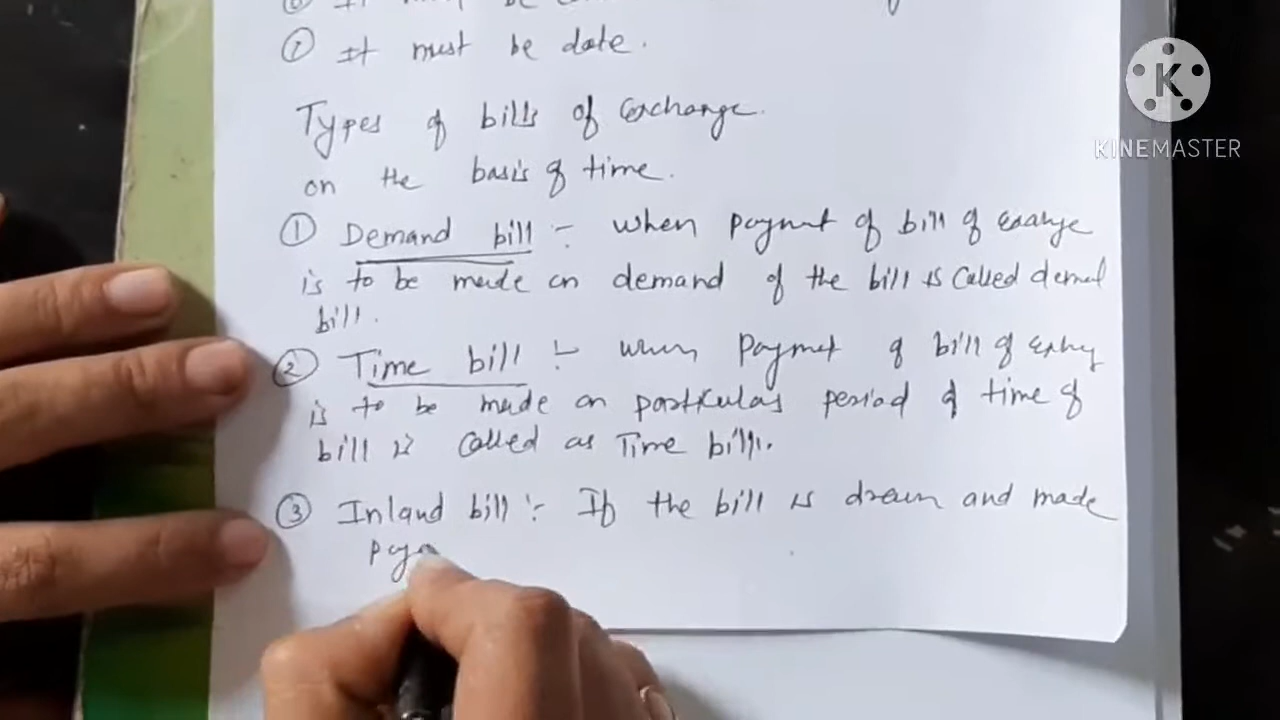 ⑦ It must be date.
Types of bills of exchange.
on the basis of time.
① Demand bill :- when payment of bill of exchange
is to be made on demand of the bill is called demand
bill.
② Time bill :- when payment of bill of
is to be made on particular period of time of
bill is called as Time bill.
③ Inland bill :- If the bill is drawn and made
pay
K
KINEMASTER